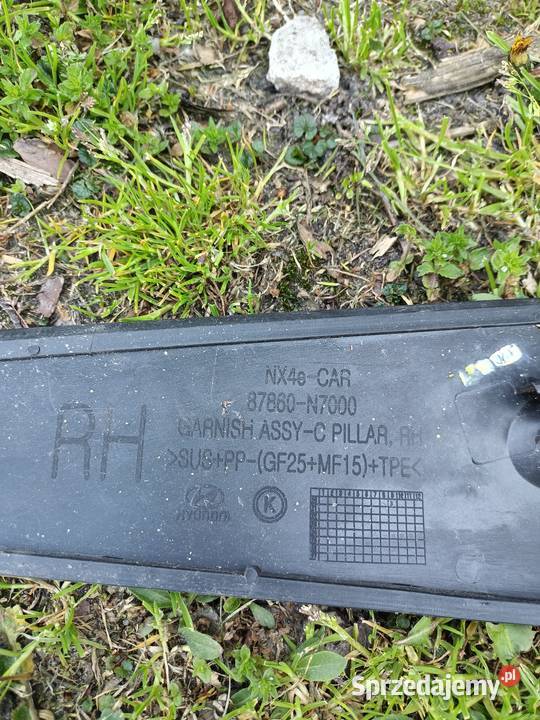 NX4e-CAR
87860-N7000
GARNISH ASSY-C PILLAR, RH
>SUS+PP-(GF25+MF15)+TPE<
RH
HYUNDAI
K
Sprzedajemy.pl